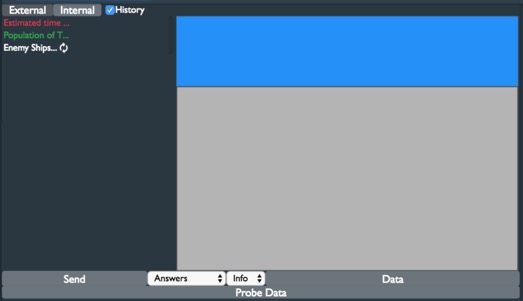 External Internal History
Estimated time ...
Population of T...
Enemy Ships...
Send Answers Info Data
Probe Data